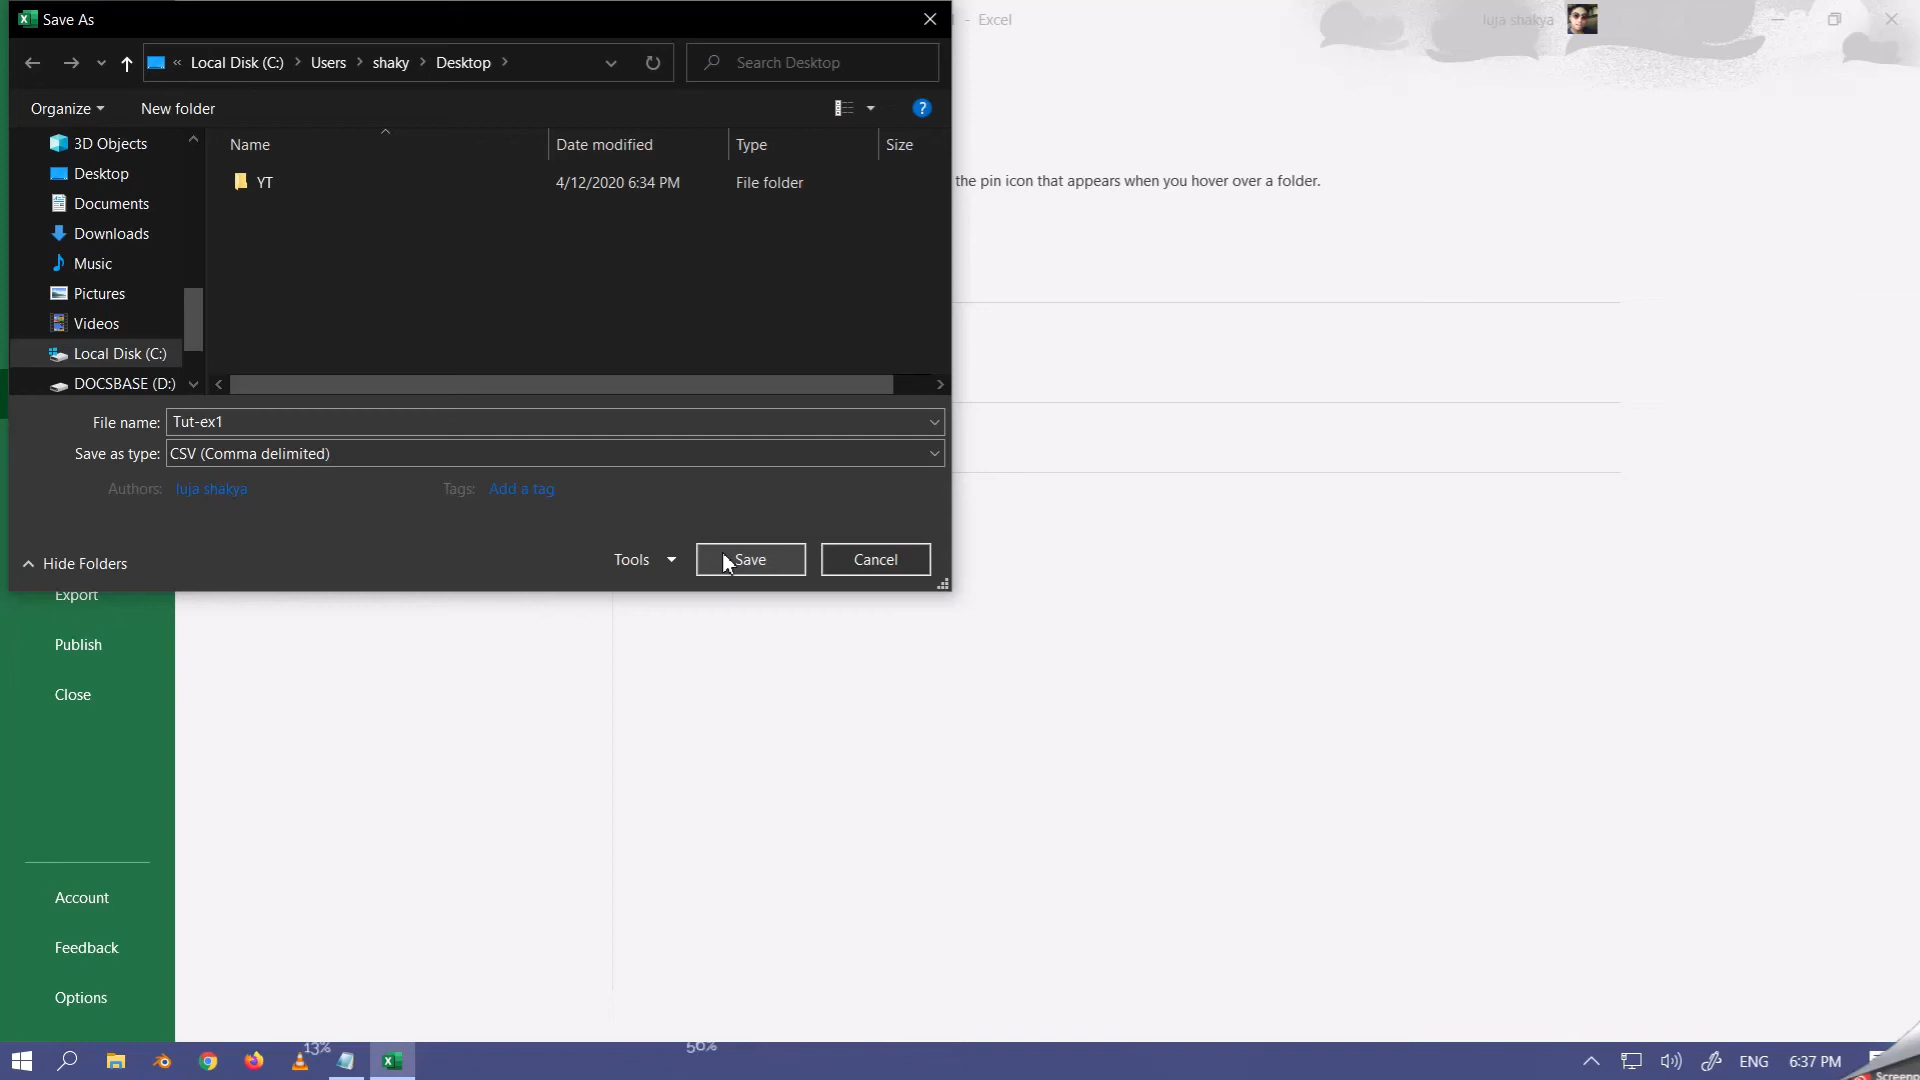 Save As
- Excel
luja shakya
« Local Disk (C:) > Users > shaky > Desktop >
Search Desktop
Organize
New folder
3D Objects
Desktop
Documents
Downloads
Music
Pictures
Videos
Local Disk (C:)
DOCSBASE (D:)
Name
Date modified
Type
Size
YT
4/12/2020 6:34 PM
File folder
the pin icon that appears when you hover over a folder.
File name: Tut-ex1
Save as type: CSV (Comma delimited)
Authors: luja shakya
Tags: Add a tag
Hide Folders
Tools
Save
Cancel
Export
Publish
Close
Account
Feedback
Options
13%
ENG
6:37 PM